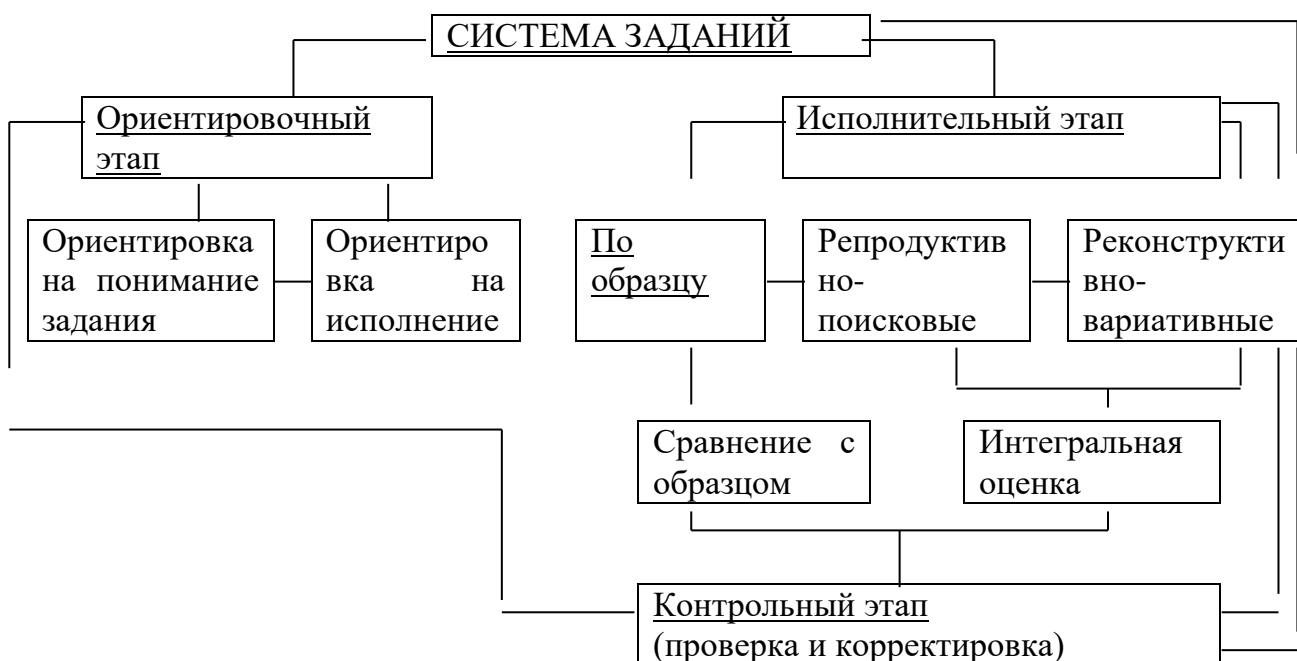 СИСТЕМА ЗАДАНИЙ
Ориентировочный
этап
Исполнительный этап
Ориентировка
на понимание
задания
Ориентиро
вка на
исполнение
По
образцу
Репродуктив
но-
поисковые
Реконструкти
вно-
вариативные
Сравнение с
образцом
Интегральная
оценка
Контрольный этап
(проверка и корректировка)